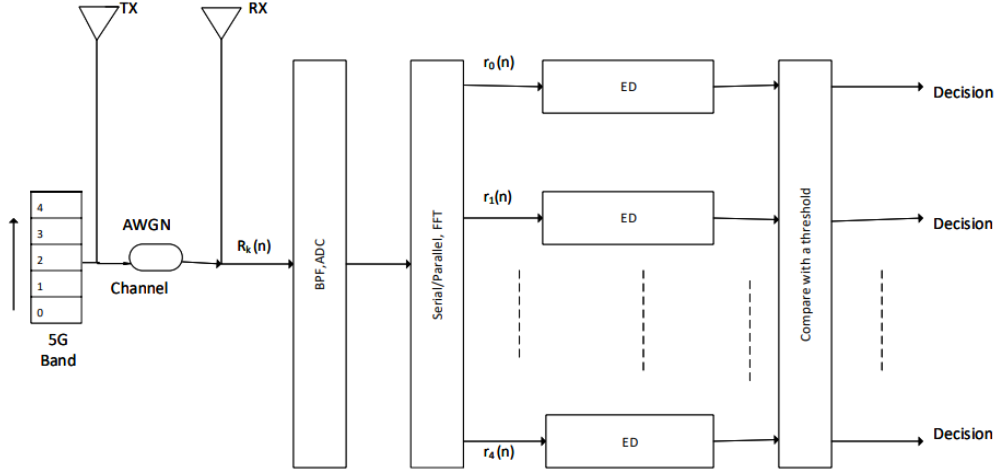 TX
RX
r₀(n)
ED
Decision
r₁(n)
ED
Decision
4
3
2
1
0
AWGN
Channel
Rₖ(n)
BPF,ADC
Serial/Parallel, FFT
Compare with a threshold
5G
Band
r₄(n)
ED
Decision